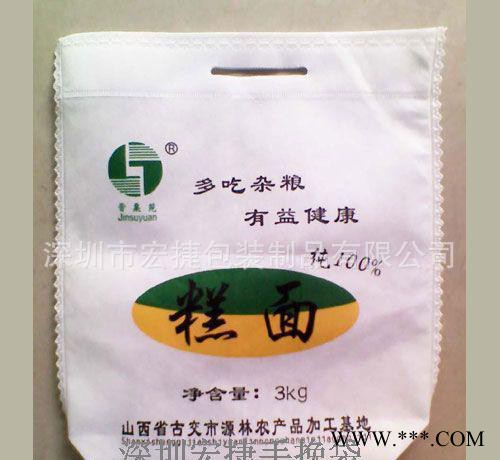 ®
晋粟苑
Jinsuyuan
多吃杂粮
有益健康
深圳市宏捷包装制品有限公司
纯100%
糕面
净含量：3kg
山西省古交市源林农产品加工基地
深圳宏捷手挽袋
www.***.com